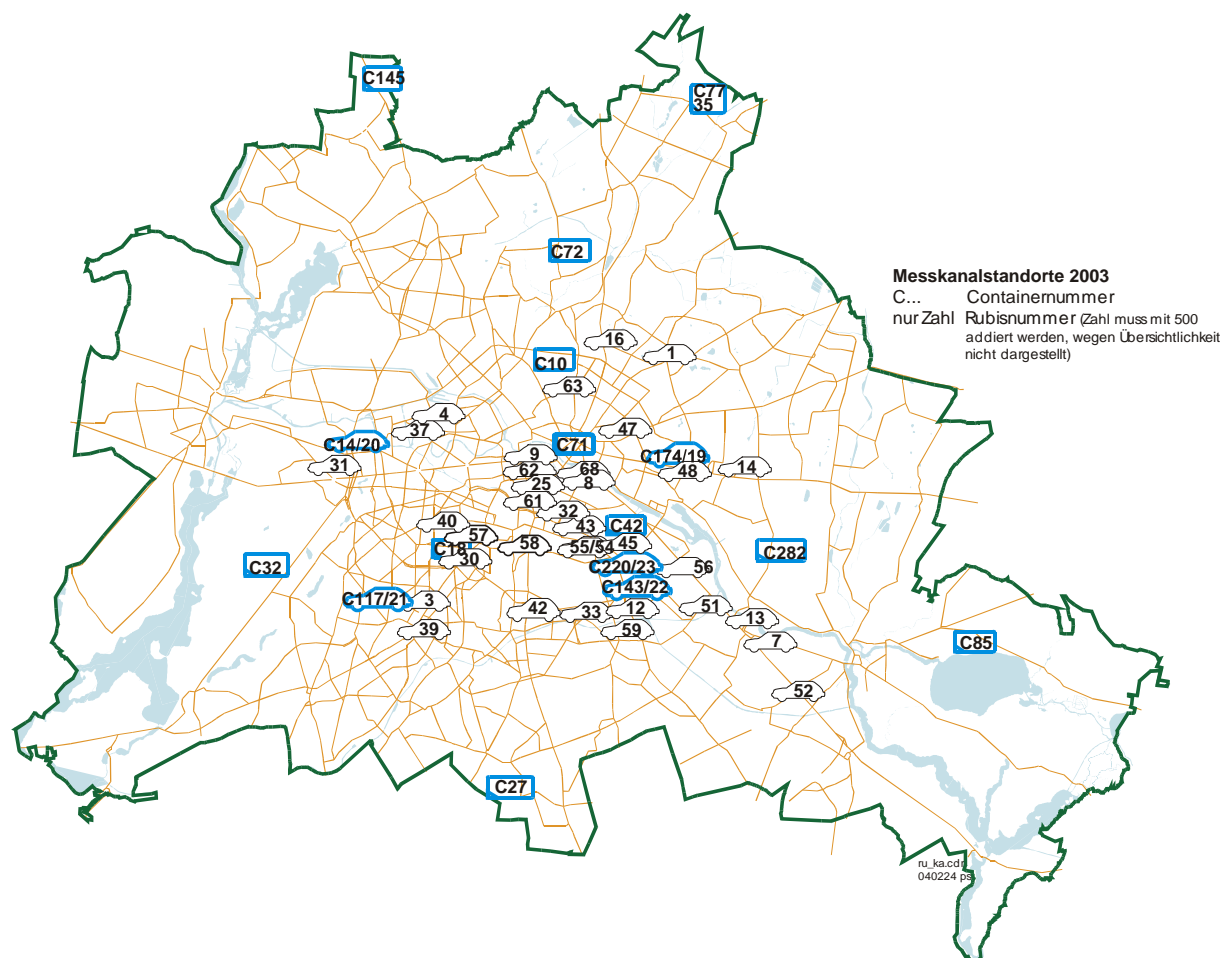 C145
C77
35
C72
Messkanalstandorte 2003
C... Containernummer
nur Zahl Rubisnummer (Zahl muss mit 500
addiert werden, wegen Übersichtlichkeit
nicht dargestellt)
16
1
C10
63
4
37
47
C14/20
C71
9
C174/19
31
62
68
48
14
25
8
61
32
40
43
C42
57
C18
58
55/54
45
C282
30
C32
C220/23
56
C143/22
C117/21
3
42
33
12
51
13
39
59
7
C85
52
C27
ru_ka.cdr
040224 ps